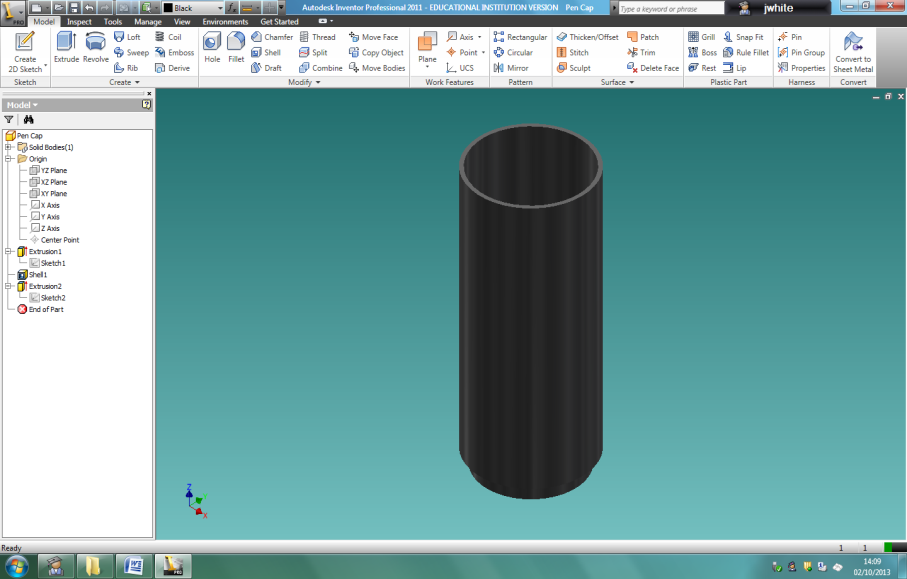 Autodesk Inventor Professional 2011 - EDUCATIONAL INSTITUTION VERSION Pen Cap
Type a keyword or phrase
jwhite
Black
PRO
Model Inspect Tools Manage View Environments Get Started
Create 2D Sketch
Extrude Revolve
Loft Coil
Sweep Emboss
Rib Derive
Hole Fillet
Chamfer Thread Move Face
Shell Split Copy Object
Draft Combine Move Bodies
Plane
Axis
Point
UCS
Rectangular
Circular
Mirror
Thicken/Offset Patch
Stitch Trim
Sculpt Delete Face
Grill Snap Fit
Boss Rule Fillet
Rest Lip
Pin
Pin Group
Properties
Convert to Sheet Metal
Sketch Create Modify Work Features Pattern Surface Plastic Part Harness Convert
Model
Pen Cap
Solid Bodies(1)
Origin
YZ Plane
XZ Plane
XY Plane
X Axis
Y Axis
Z Axis
Center Point
Extrusion1
Sketch1
Shell1
Extrusion2
Sketch2
End of Part
Z
X
Ready
1 1
PRO
14:09
02/10/2013